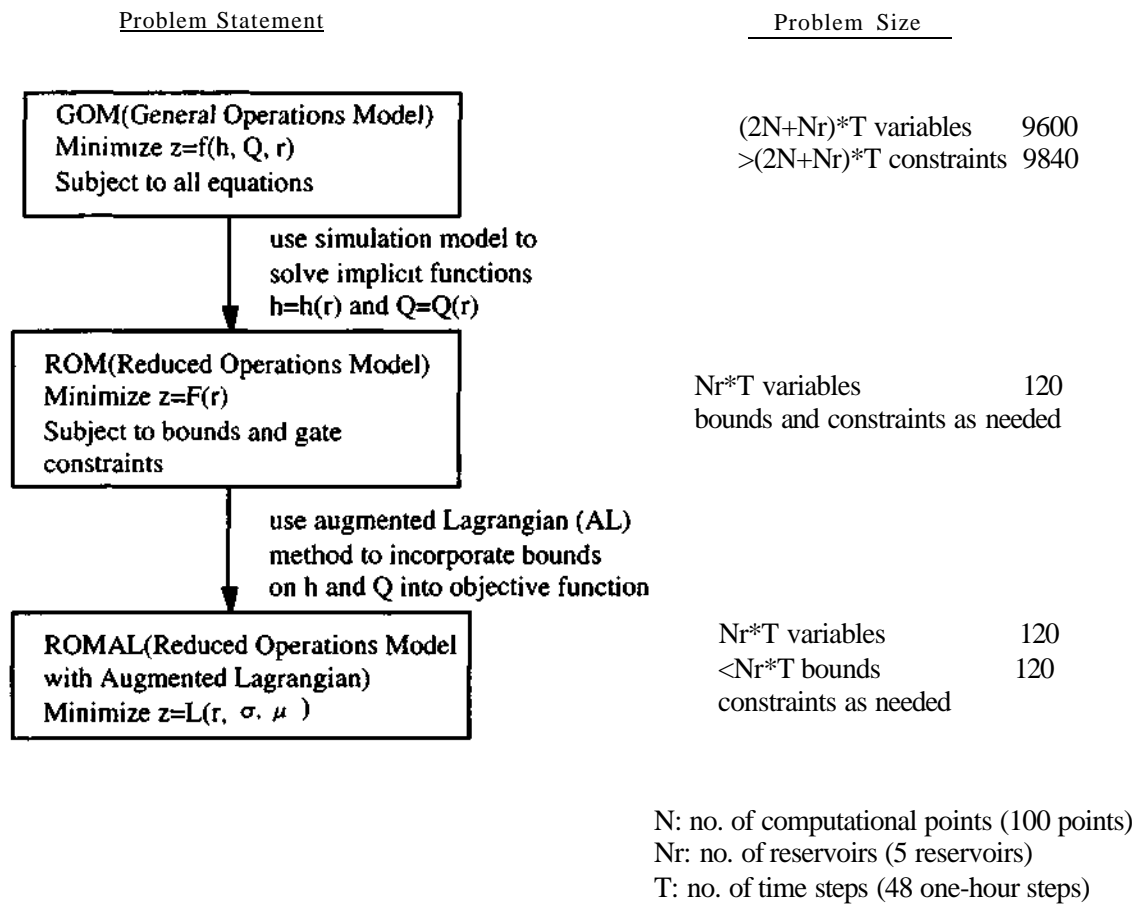 Problem Statement
Problem Size
GOM(General Operations Model)
Minimize z=f(h, Q, r)
Subject to all equations
(2N+Nr)*T variables 9600
>(2N+Nr)*T constraints 9840
use simulation model to
solve implicit functions
h=h(r) and Q=Q(r)
ROM(Reduced Operations Model)
Minimize z=F(r)
Subject to bounds and gate
constraints
Nr*T variables 120
bounds and constraints as needed
use augmented Lagrangian (AL)
method to incorporate bounds
on h and Q into objective function
ROMAL(Reduced Operations Model
with Augmented Lagrangian)
Minimize z=L(r, σ, μ )
Nr*T variables 120
<Nr*T bounds 120
constraints as needed
N: no. of computational points (100 points)
Nr: no. of reservoirs (5 reservoirs)
T: no. of time steps (48 one-hour steps)